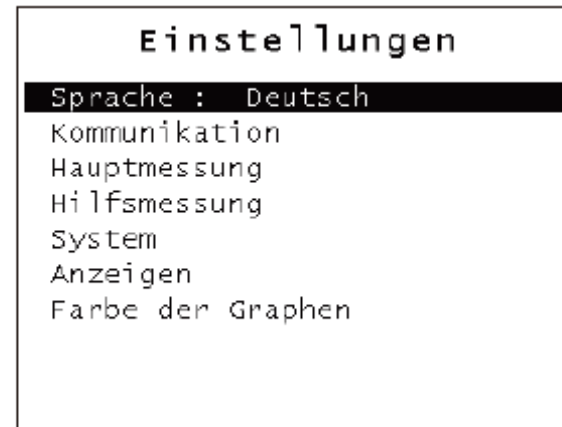 Einstellungen
Sprache : Deutsch
Kommunikation
Hauptmessung
Hilfsmessung
System
Anzeigen
Farbe der Graphen